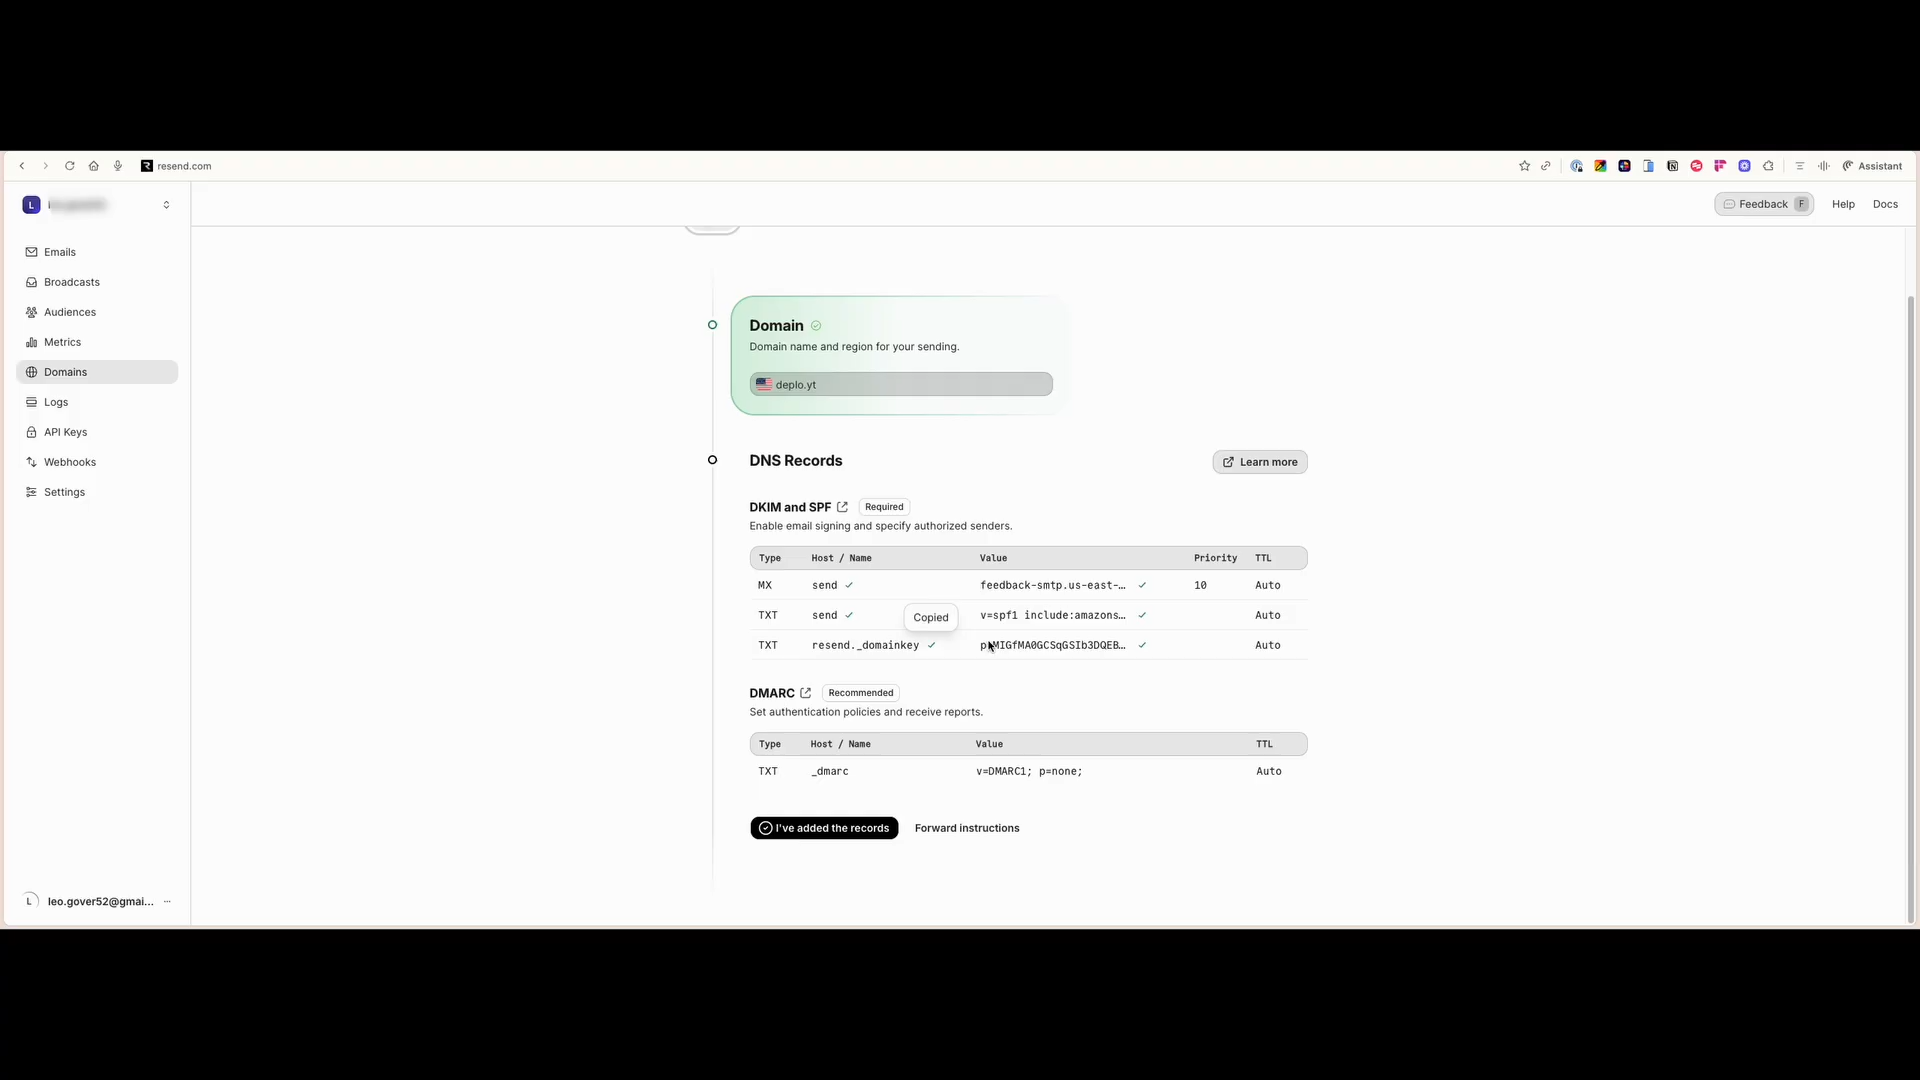 resend.com
Assistant
L
Feedback F
Help
Docs
Emails
Broadcasts
Audiences
Metrics
Domains
Logs
API Keys
Webhooks
Settings
L leo.gover52@gmai... ...
Domain
Domain name and region for your sending.
deplo.yt
DNS Records
Learn more
DKIM and SPF Required
Enable email signing and specify authorized senders.
Type Host / Name Value Priority TTL
MX send feedback-smtp.us-east-… 10 Auto
TXT send v=spf1 include:amazons… Auto
Copied
TXT resend._domainkey MIGfMA0GCSqGSIb3DQEB… Auto
DMARC Recommended
Set authentication policies and receive reports.
Type Host / Name Value TTL
TXT _dmarc v=DMARC1; p=none; Auto
I've added the records
Forward instructions